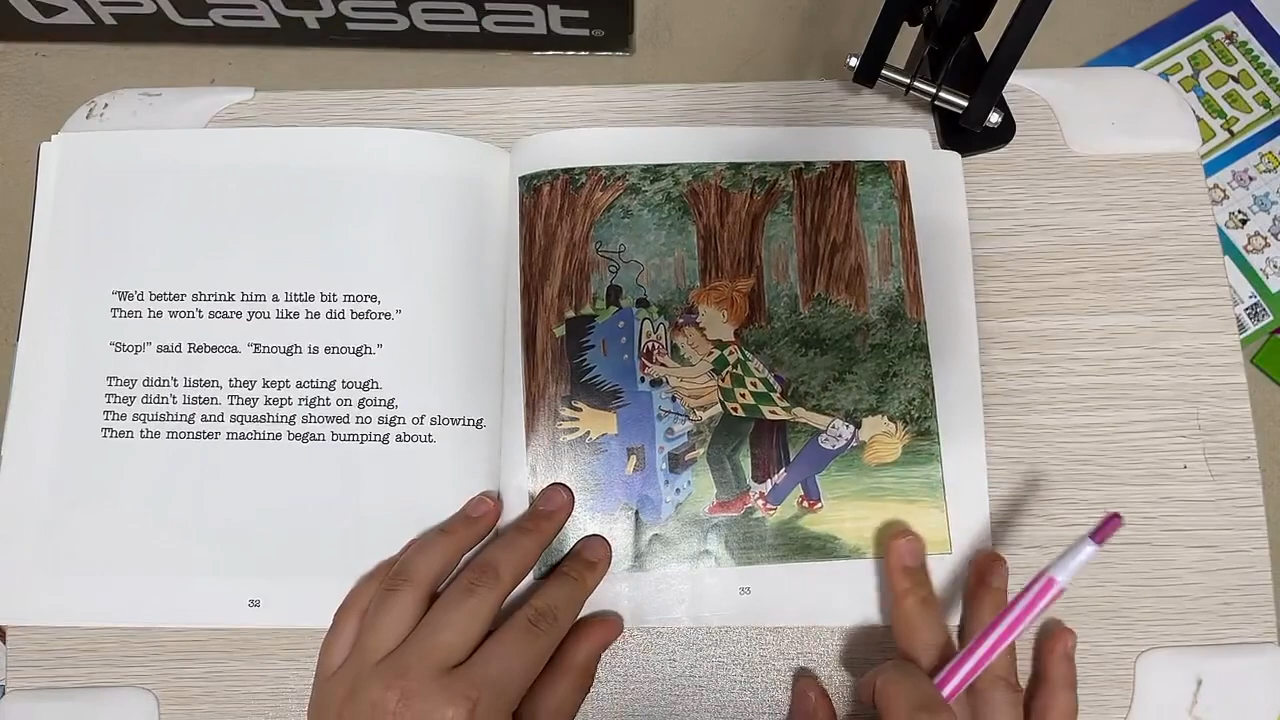 PLAYSEAT®
“We’d better shrink him a little bit more,
Then he won’t scare you like he did before.”
“Stop!” said Rebecca. “Enough is enough.”
They didn’t listen, they kept acting tough.
They didn’t listen. They kept right on going,
The squishing and squashing showed no sign of slowing.
Then the monster machine began bumping about.
32
33